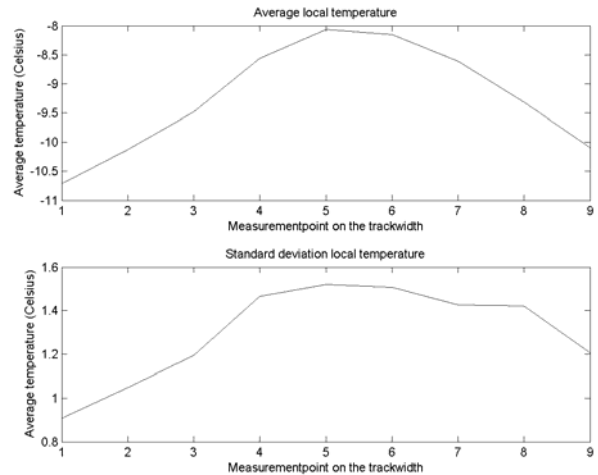 Average local temperature
Average temperature (Celsius)
-8
-8.5
-9
-9.5
-10
-10.5
-11
1 2 3 4 5 6 7 8 9
Measurementpoint on the trackwidth
Standard deviation local temperature
Average temperature (Celsius)
1.6
1.4
1.2
1
0.8
1 2 3 4 5 6 7 8 9
Measurementpoint on the trackwidth